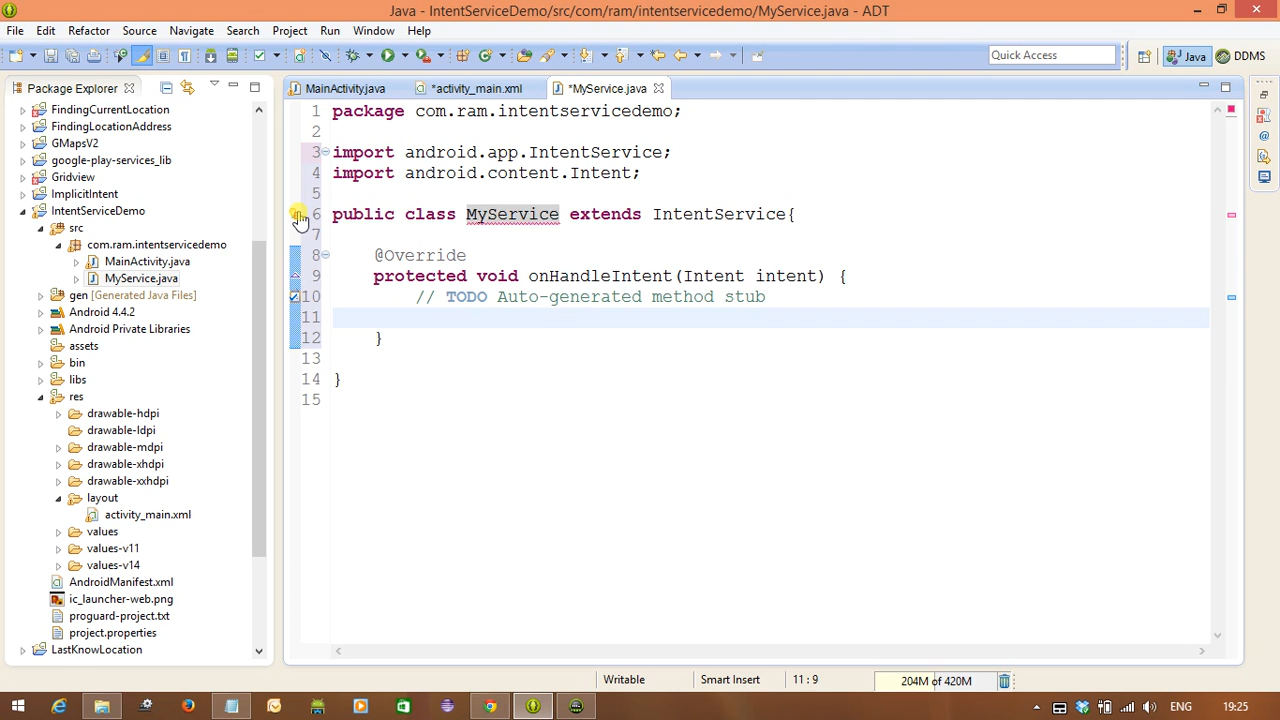 Java - IntentServiceDemo/src/com/ram/intentservicedemo/MyService.java - ADT
File Edit Refactor Source Navigate Search Project Run Window Help
Quick Access
Java
DDMS
Package Explorer
FindingCurrentLocation
FindingLocationAddress
GMapsV2
google-play-services_lib
Gridview
ImplicitIntent
IntentServiceDemo
src
com.ram.intentservicedemo
MainActivity.java
MyService.java
gen [Generated Java Files]
Android 4.4.2
Android Private Libraries
assets
bin
libs
res
drawable-hdpi
drawable-ldpi
drawable-mdpi
drawable-xhdpi
drawable-xxhdpi
layout
activity_main.xml
values
values-v11
values-v14
AndroidManifest.xml
ic_launcher-web.png
proguard-project.txt
project.properties
LastKnowLocation
MainActivity.java *activity_main.xml *MyService.java
1 package com.ram.intentservicedemo;
2
3 import android.app.IntentService;
4 import android.content.Intent;
5
6 public class MyService extends IntentService{
7
8 @Override
9 protected void onHandleIntent(Intent intent) {
10 // TODO Auto-generated method stub
11
12 }
13
14 }
15
Writable Smart Insert 11 : 9 204M of 420M
ENG 19:25